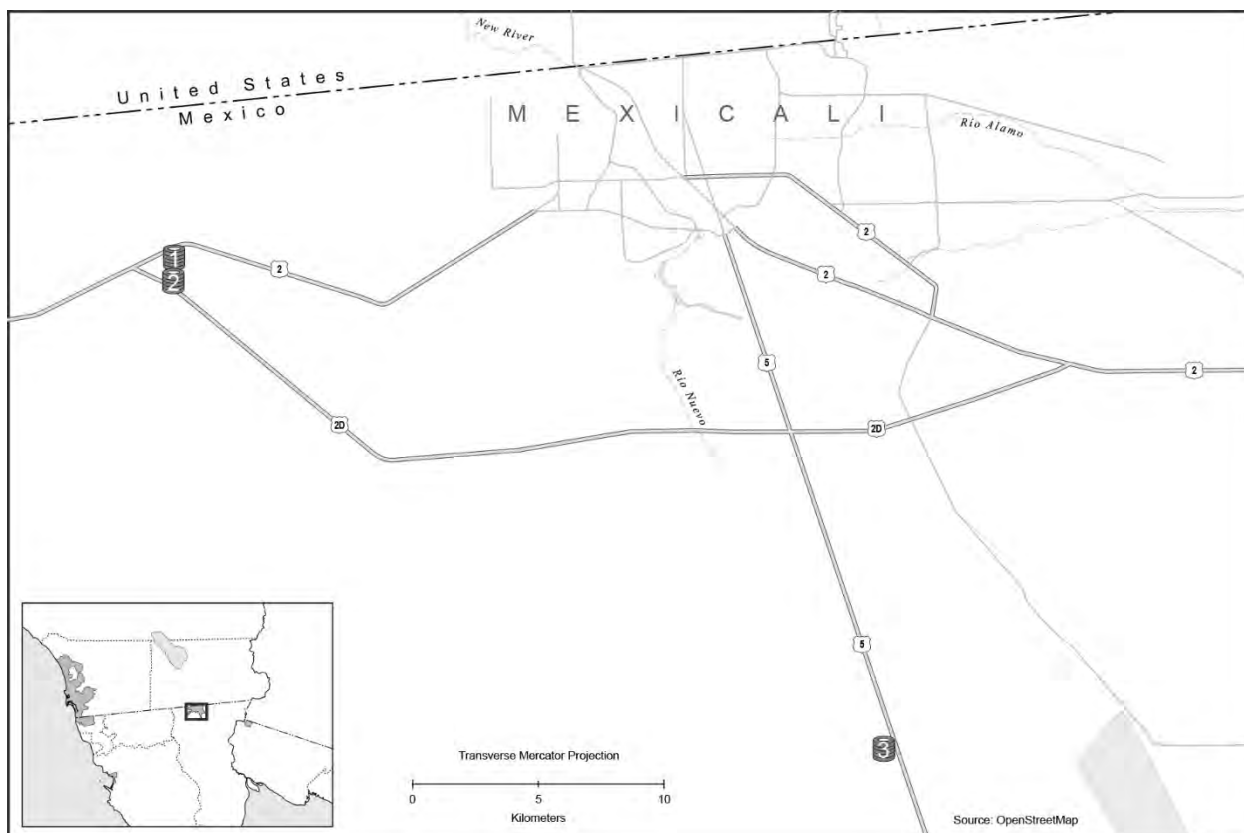 New River
United States
Mexico
MEXICALI
Rio Alamo
2
1
2
2
2
5
2
Rio Nuevo
2D
2D
5
3
Transverse Mercator Projection
0 5 10
Kilometers
Source: OpenStreetMap